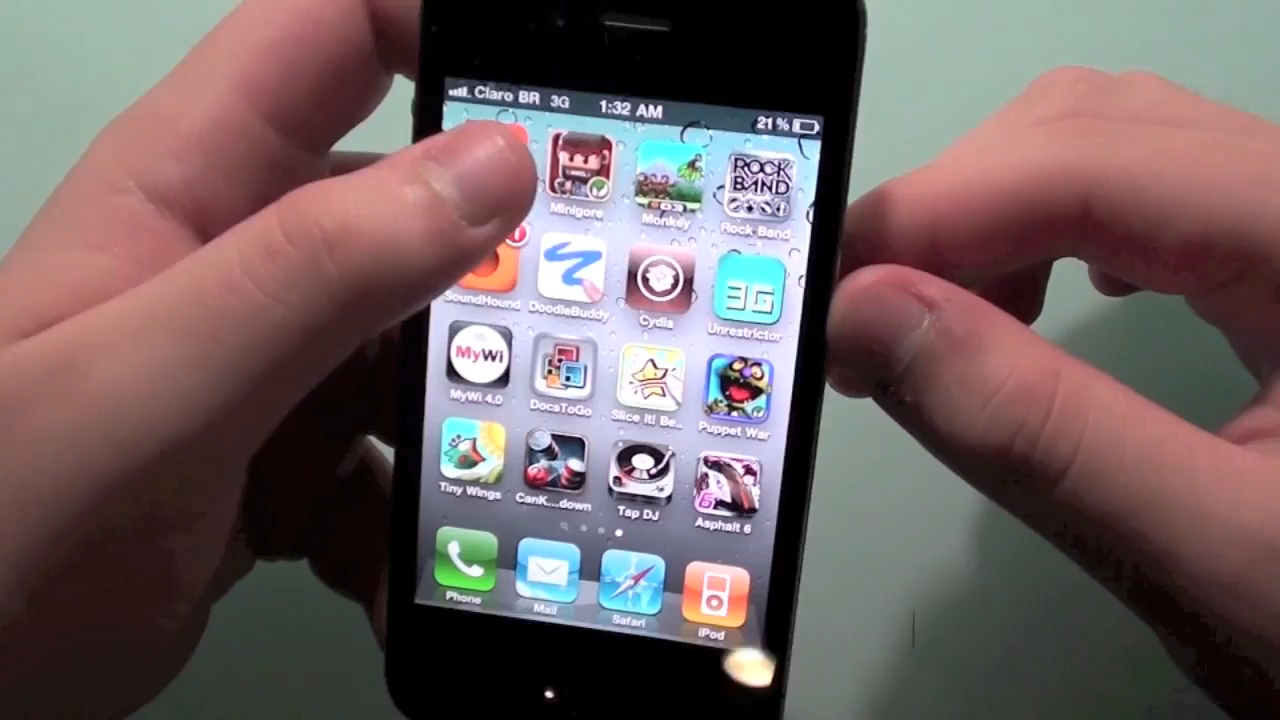 Claro BR 3G 1:32 AM 21 %
ROCK BAND
Minigore Monkey Rock Band
1
3G
SoundHound DoodleBuddy Cydia Unrestrictor
MyWi
MyWi 4.0 DocsToGo Slice It! Be... Puppet War
6
Tiny Wings CanK...down Tap DJ Asphalt 6
Phone Mail Safari iPod